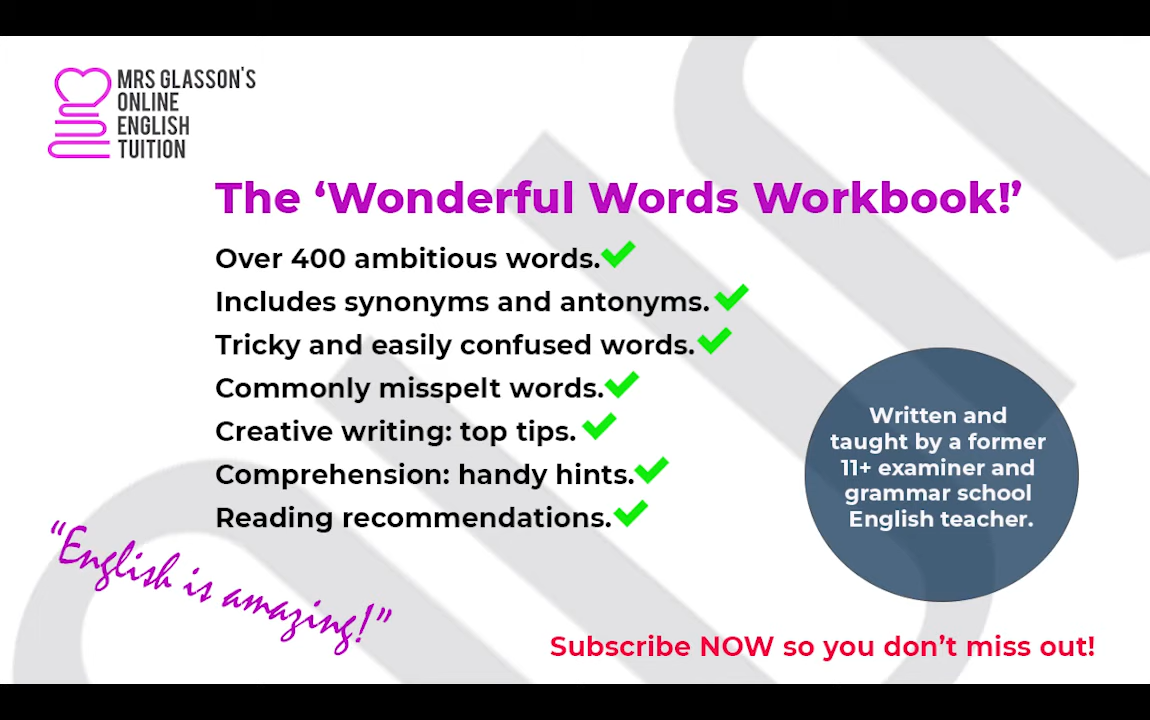 MRS GLASSON'S
ONLINE
ENGLISH
TUITION
The ‘Wonderful Words Workbook!’
Over 400 ambitious words.
Includes synonyms and antonyms.
Tricky and easily confused words.
Commonly misspelt words.
Creative writing: top tips.
Comprehension: handy hints.
Reading recommendations.
Written and
taught by a former
11+ examiner and
grammar school
English teacher.
“English is amazing!”
Subscribe NOW so you don’t miss out!